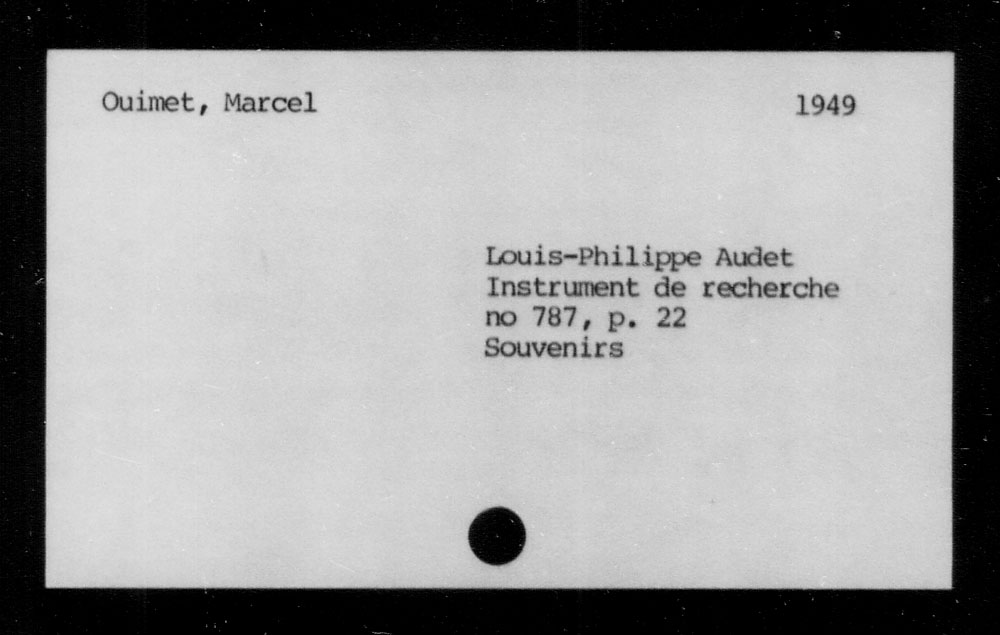 Ouimet, Marcel 1949
Louis-Philippe Audet
Instrument de recherche
no 787, p. 22
Souvenirs